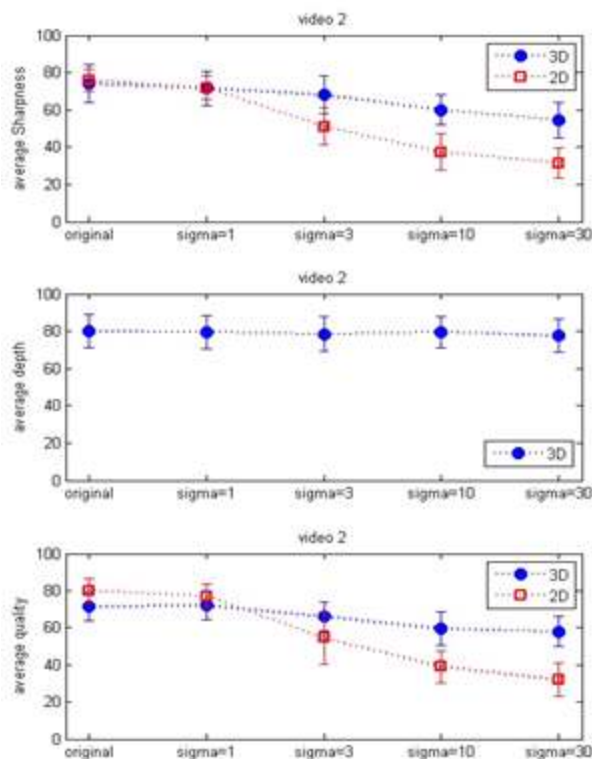 video 2
average Sharpness
100
80
60
40
20
0
3D
2D
original sigma=1 sigma=3 sigma=10 sigma=30
video 2
average depth
100
80
60
40
20
0
3D
original sigma=1 sigma=3 sigma=10 sigma=30
video 2
average quality
100
80
60
40
20
0
3D
2D
original sigma=1 sigma=3 sigma=10 sigma=30